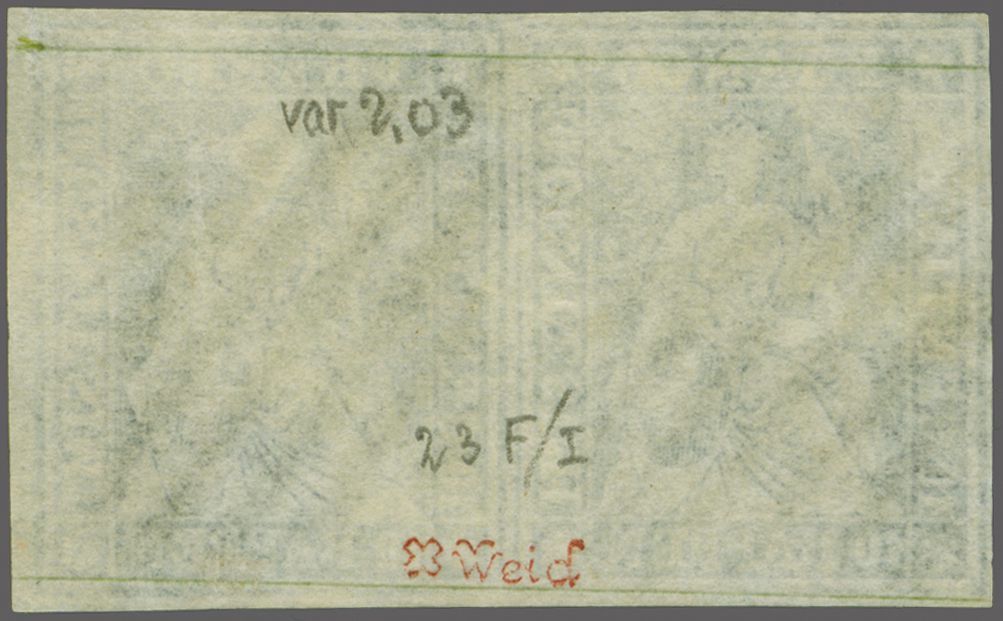 var. 2.03
23 F/I
Weid